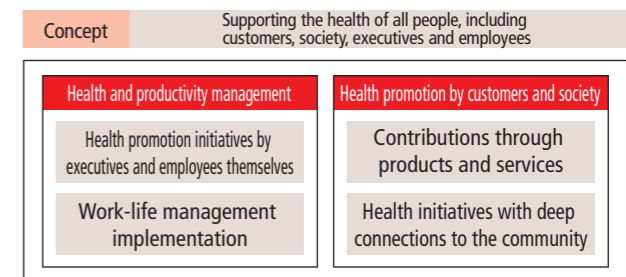 Concept
Supporting the health of all people, including
customers, society, executives and employees
Health and productivity management
Health promotion initiatives by
executives and employees themselves
Work-life management
implementation
Health promotion by customers and society
Contributions through
products and services
Health initiatives with deep
connections to the community